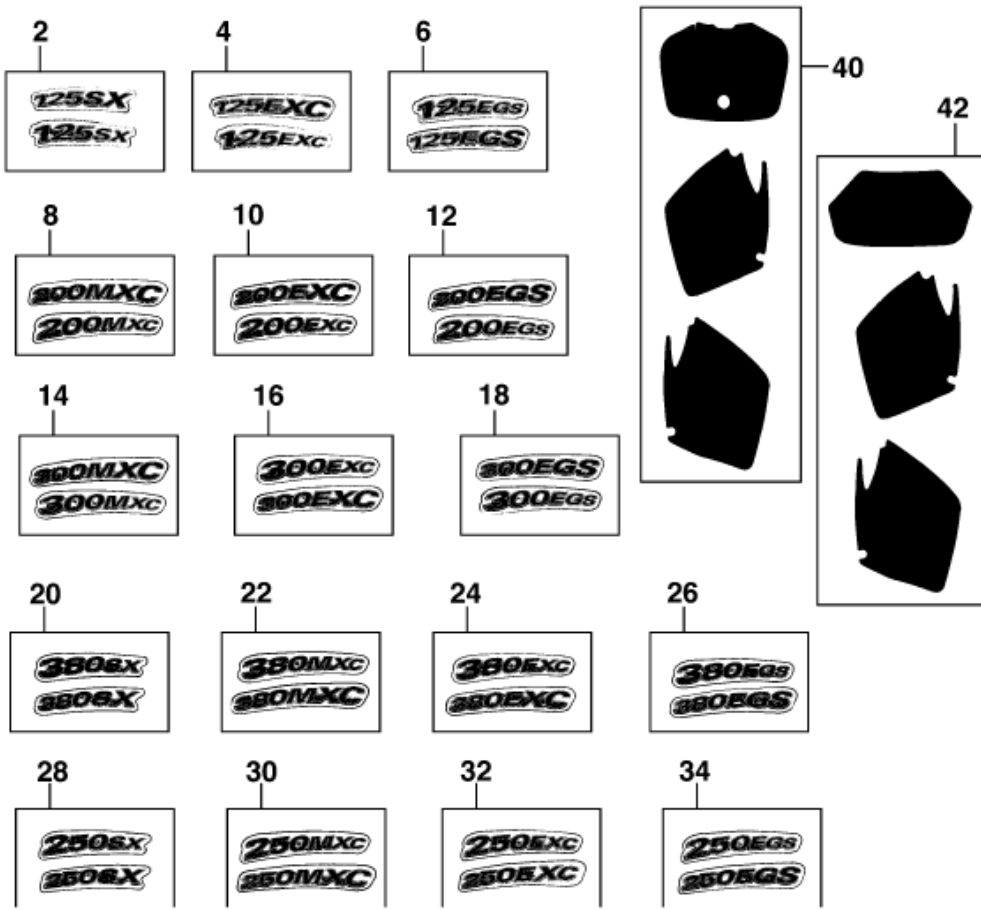 2 4 6
40
125SX 125EXC 125EGS
125SX 125EXC 125EGS
42
8 10 12
200MXC 200EXC 200EGS
200MXC 200EXC 200EGS
14 16 18
300MXC 300EXC 300EGS
300MXC 300EXC 300EGS
20 22 24 26
380SX 380MXC 380EXC 380EGS
380SX 380MXC 380EXC 380EGS
28 30 32 34
250SX 250MXC 250EXC 250EGS
250SX 250MXC 250EXC 250EGS